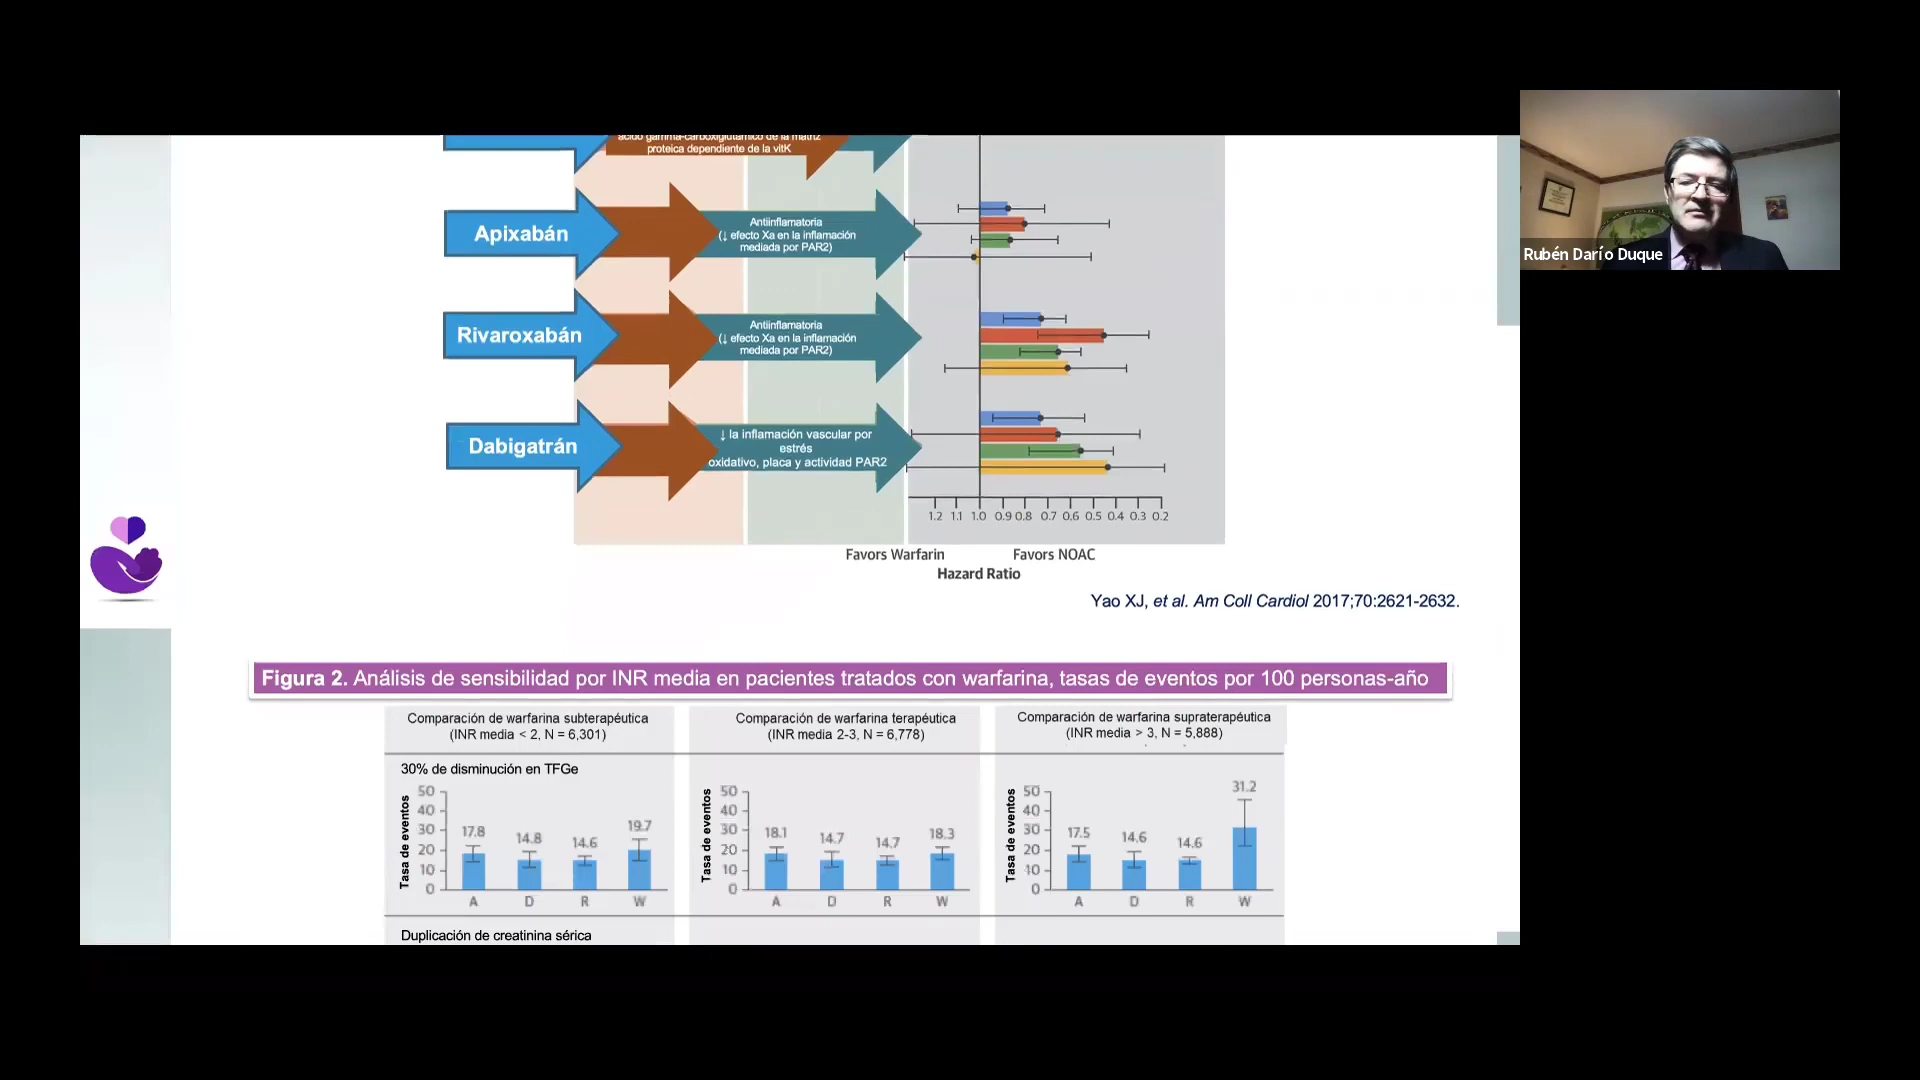 ácido gamma-carboxiglutámico de la matriz
proteica dependiente de la vitK
Apixabán
Antiinflamatoria
(↓ efecto Xa en la inflamación
mediada por PAR2)
Rivaroxabán
Antiinflamatoria
(↓ efecto Xa en la inflamación
mediada por PAR2)
Dabigatrán
↓ la inflamación vascular por
estrés
oxidativo, placa y actividad PAR2
1.2 1.1 1.0 0.9 0.8 0.7 0.6 0.5 0.4 0.3 0.2
Favors Warfarin Favors NOAC
Hazard Ratio
Yao XJ, et al. Am Coll Cardiol 2017;70:2621-2632.
Rubén Darío Duque
Figura 2. Análisis de sensibilidad por INR media en pacientes tratados con warfarina, tasas de eventos por 100 personas-año
Comparación de warfarina subterapéutica
(INR media < 2, N = 6,301)
Comparación de warfarina terapéutica
(INR media 2-3, N = 6,778)
Comparación de warfarina supraterapéutica
(INR media > 3, N = 5,888)
30% de disminución en TFGe
Tasa de eventos
50
40
30
20
10
0
17.8 14.8 14.6 19.7
A D R W
Tasa de eventos
50
40
30
20
10
0
18.1 14.7 14.7 18.3
A D R W
Tasa de eventos
50
40
30
20
10
0
17.5 14.6 14.6 31.2
A D R W
Duplicación de creatinina sérica